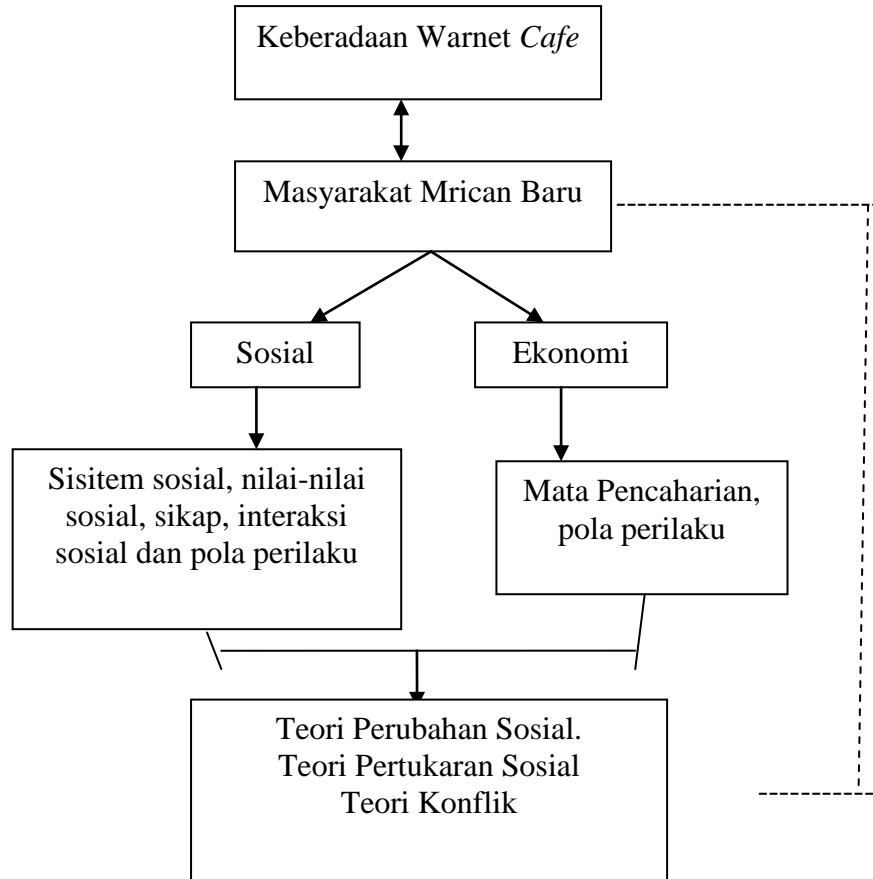 Keberadaan Warnet Cafe
Masyarakat Mrican Baru
Sosial
Ekonomi
Sisitem sosial, nilai-nilai
sosial, sikap, interaksi
sosial dan pola perilaku
Mata Pencaharian,
pola perilaku
Teori Perubahan Sosial.
Teori Pertukaran Sosial
Teori Konflik